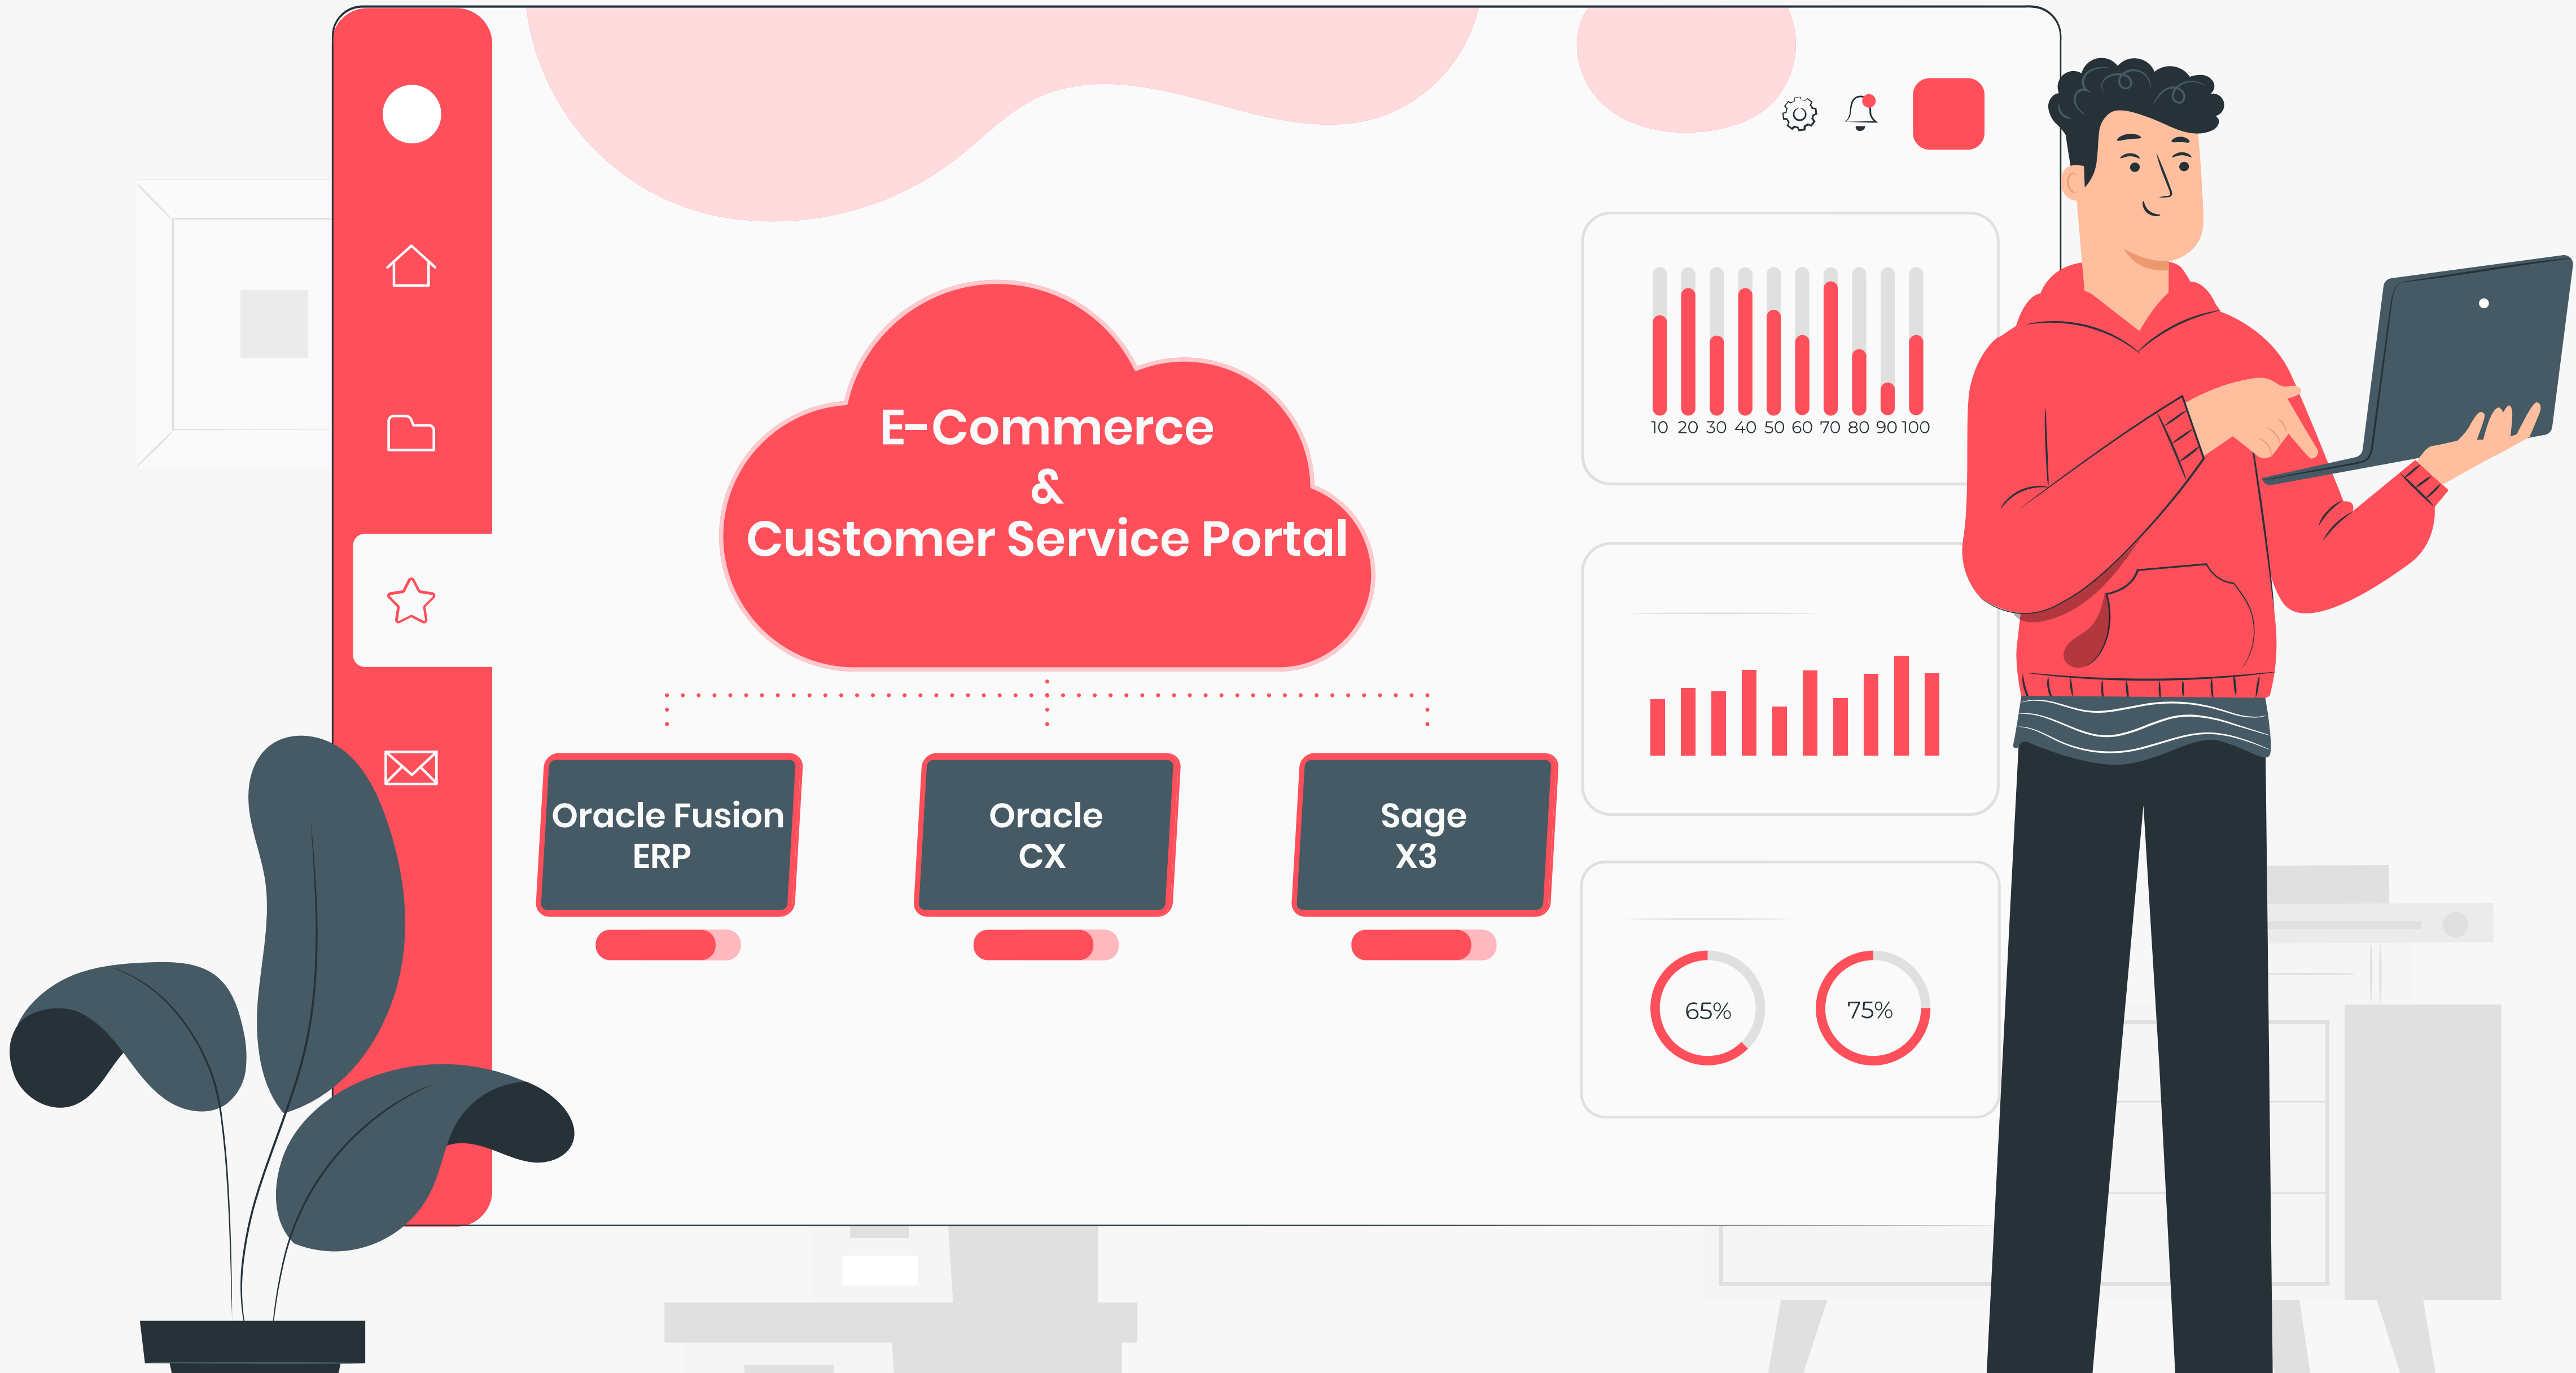 E-Commerce
&
Customer Service Portal
Oracle Fusion
ERP
Oracle
CX
Sage
X3
10 20 30 40 50 60 70 80 90 100
65%
75%